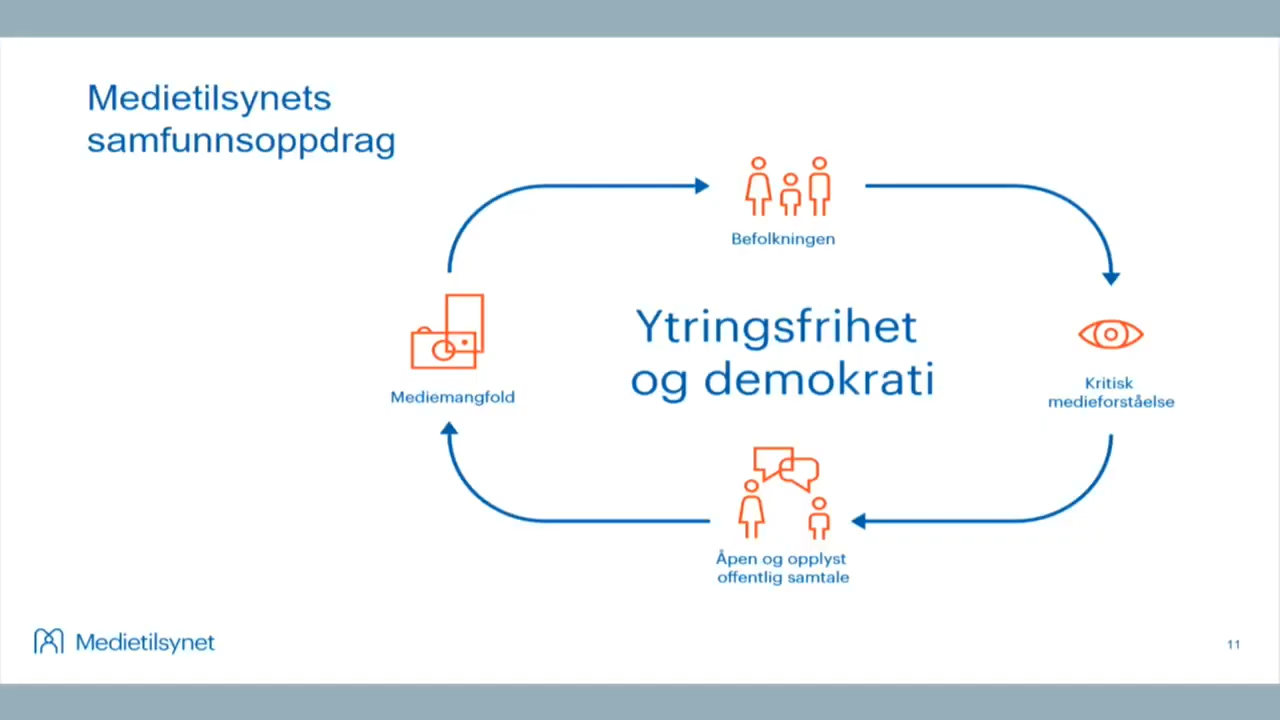 Medietilsynets
samfunnsoppdrag
Befolkningen
Ytringsfrihet
og demokrati
Mediemangfold
Kritisk
medieforståelse
Åpen og opplyst
offentlig samtale
Medietilsynet
11